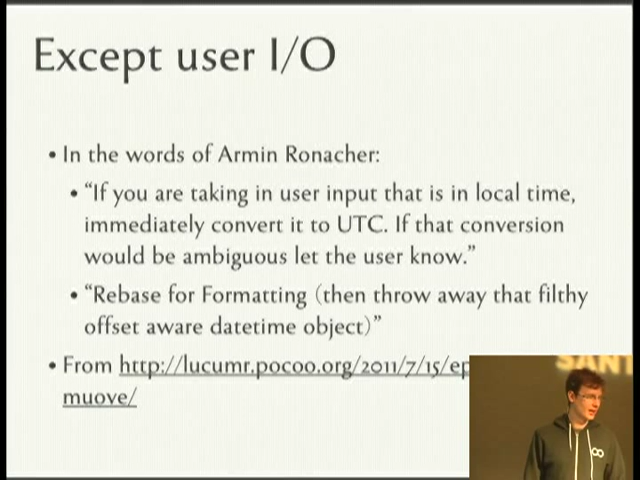 Except user I/O
• In the words of Armin Ronacher:
• “If you are taking in user input that is in local time,
immediately convert it to UTC. If that conversion
would be ambiguous let the user know.”
• “Rebase for Formatting (then throw away that filthy
offset aware datetime object)”
• From http://lucumr.pocoo.org/2011/7/15/ep
muove/